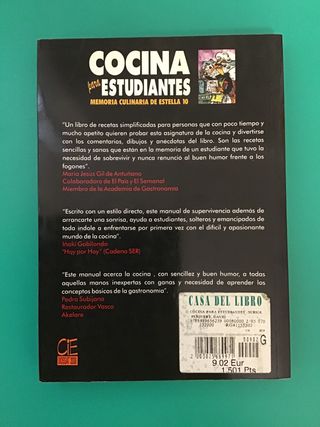 COCINA
para ESTUDIANTES
MEMORIA CULINARIA DE ESTELLA 10
"Un libro de recetas simplificadas para personas que con poco tiempo y
mucho apetito quieren probar esta asignatura de la cocina y divertirse
con los comentarios, dibujos y anécdotas del libro. Son las recetas
sencillas y sanas que están en la memoria de un estudiante que tuvo la
necesidad de sobrevivir y nunca renunció al buen humor frente a los
fogones".
María Jesús Gil de Antuñano
Colaboradora de El País y El Semanal
Miembro de la Academia de Gastronomía
"Escrito con un estilo directo, este manual de supervivencia además de
arrancarte una sonrisa, ayuda a estudiantes, solteros y emancipados de
toda índole a enfrentarse por primera vez con el difícil y apasionante
mundo de la cocina".
Iñaki Gabilondo
"Hoy por Hoy" (Cadena SER)
"Este manual acerca la cocina , con sencillez y buen humor, a todas
aquellas manos inexpertas con ganas y necesidad de aprender los
conceptos básicos de la gastronomía".
Pedro Subijana
Restaurador Vasco
Akelare
CIE
CASA DEL LIBRO
COCINA PARA ESTUDIANTES
DAVID
9.02 Eur
1.501 Pts